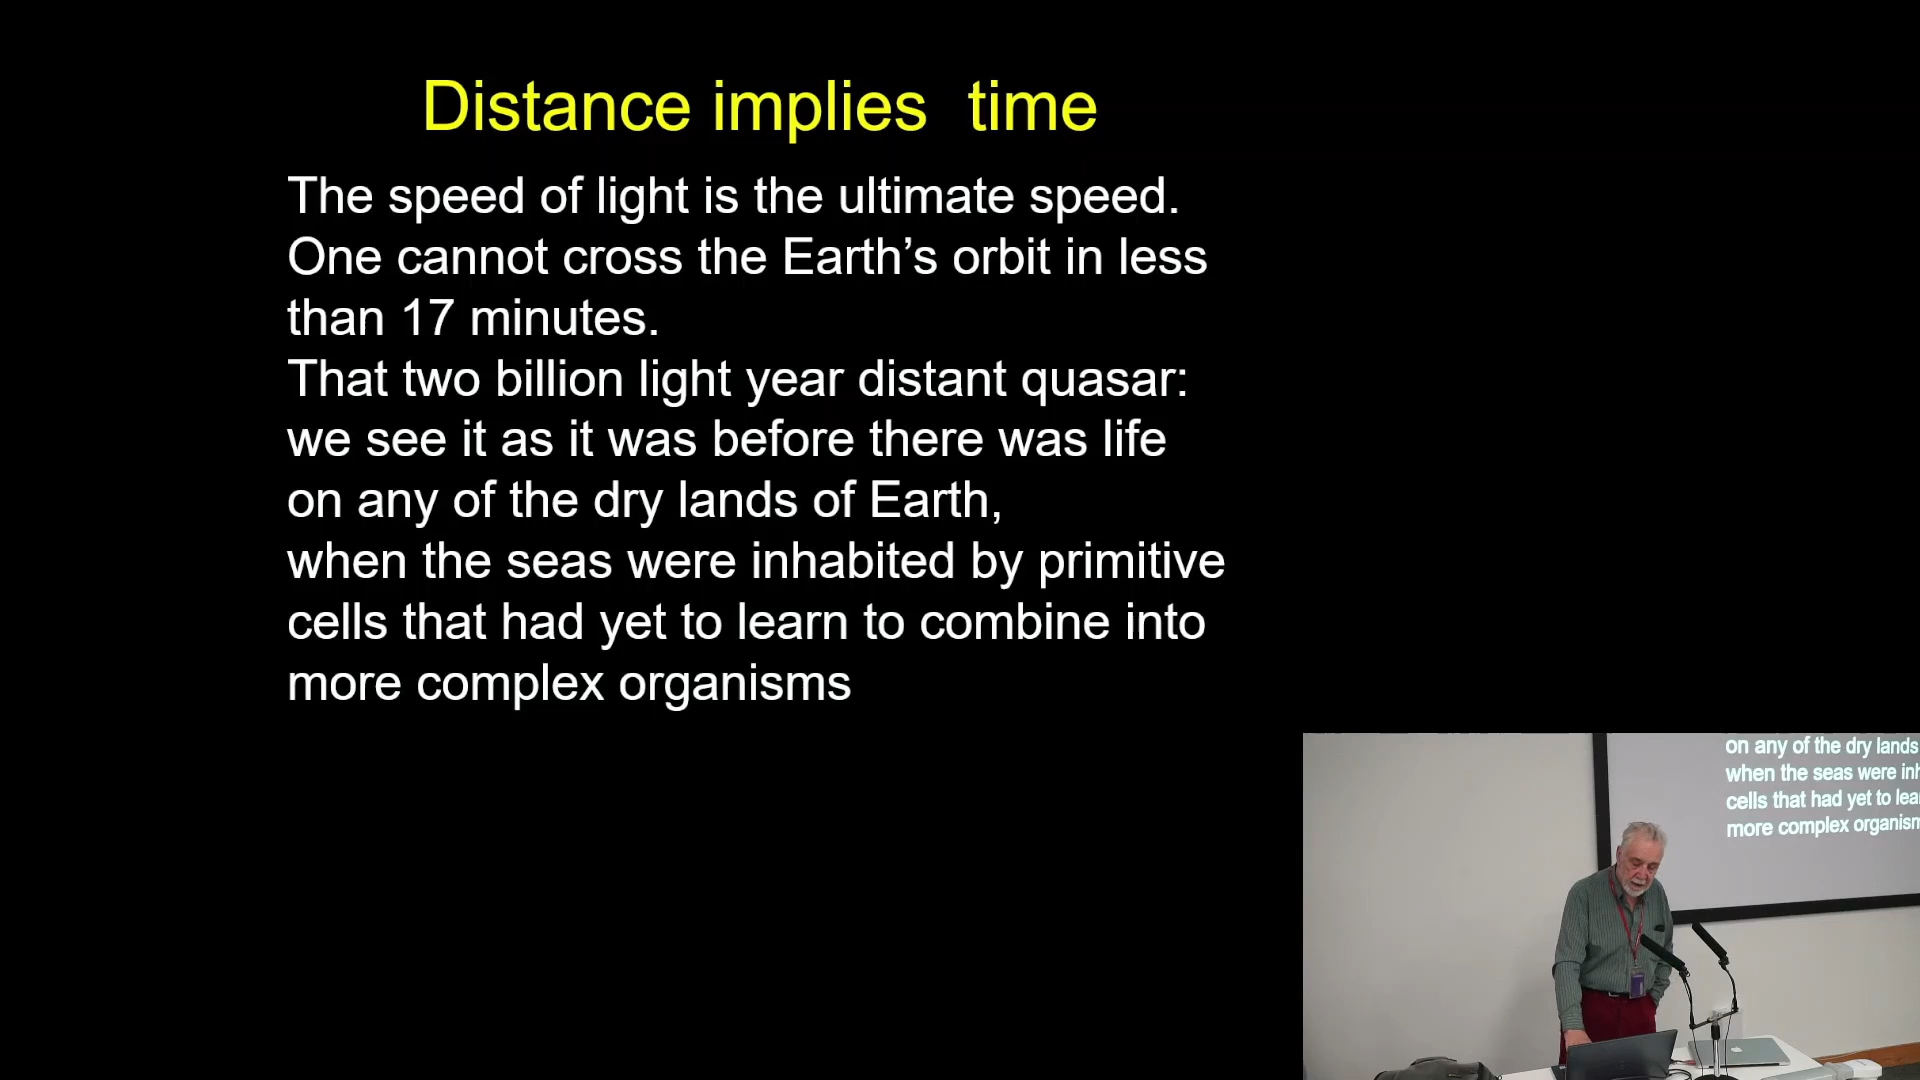 Distance implies  time
The speed of light is the ultimate speed.
One cannot cross the Earth’s orbit in less
than 17 minutes.
That two billion light year distant quasar:
we see it as it was before there was life
on any of the dry lands of Earth,
when the seas were inhabited by primitive
cells that had yet to learn to combine into
more complex organisms
on any of the dry lands
when the seas were inh
cells that had yet to lea
more complex organism